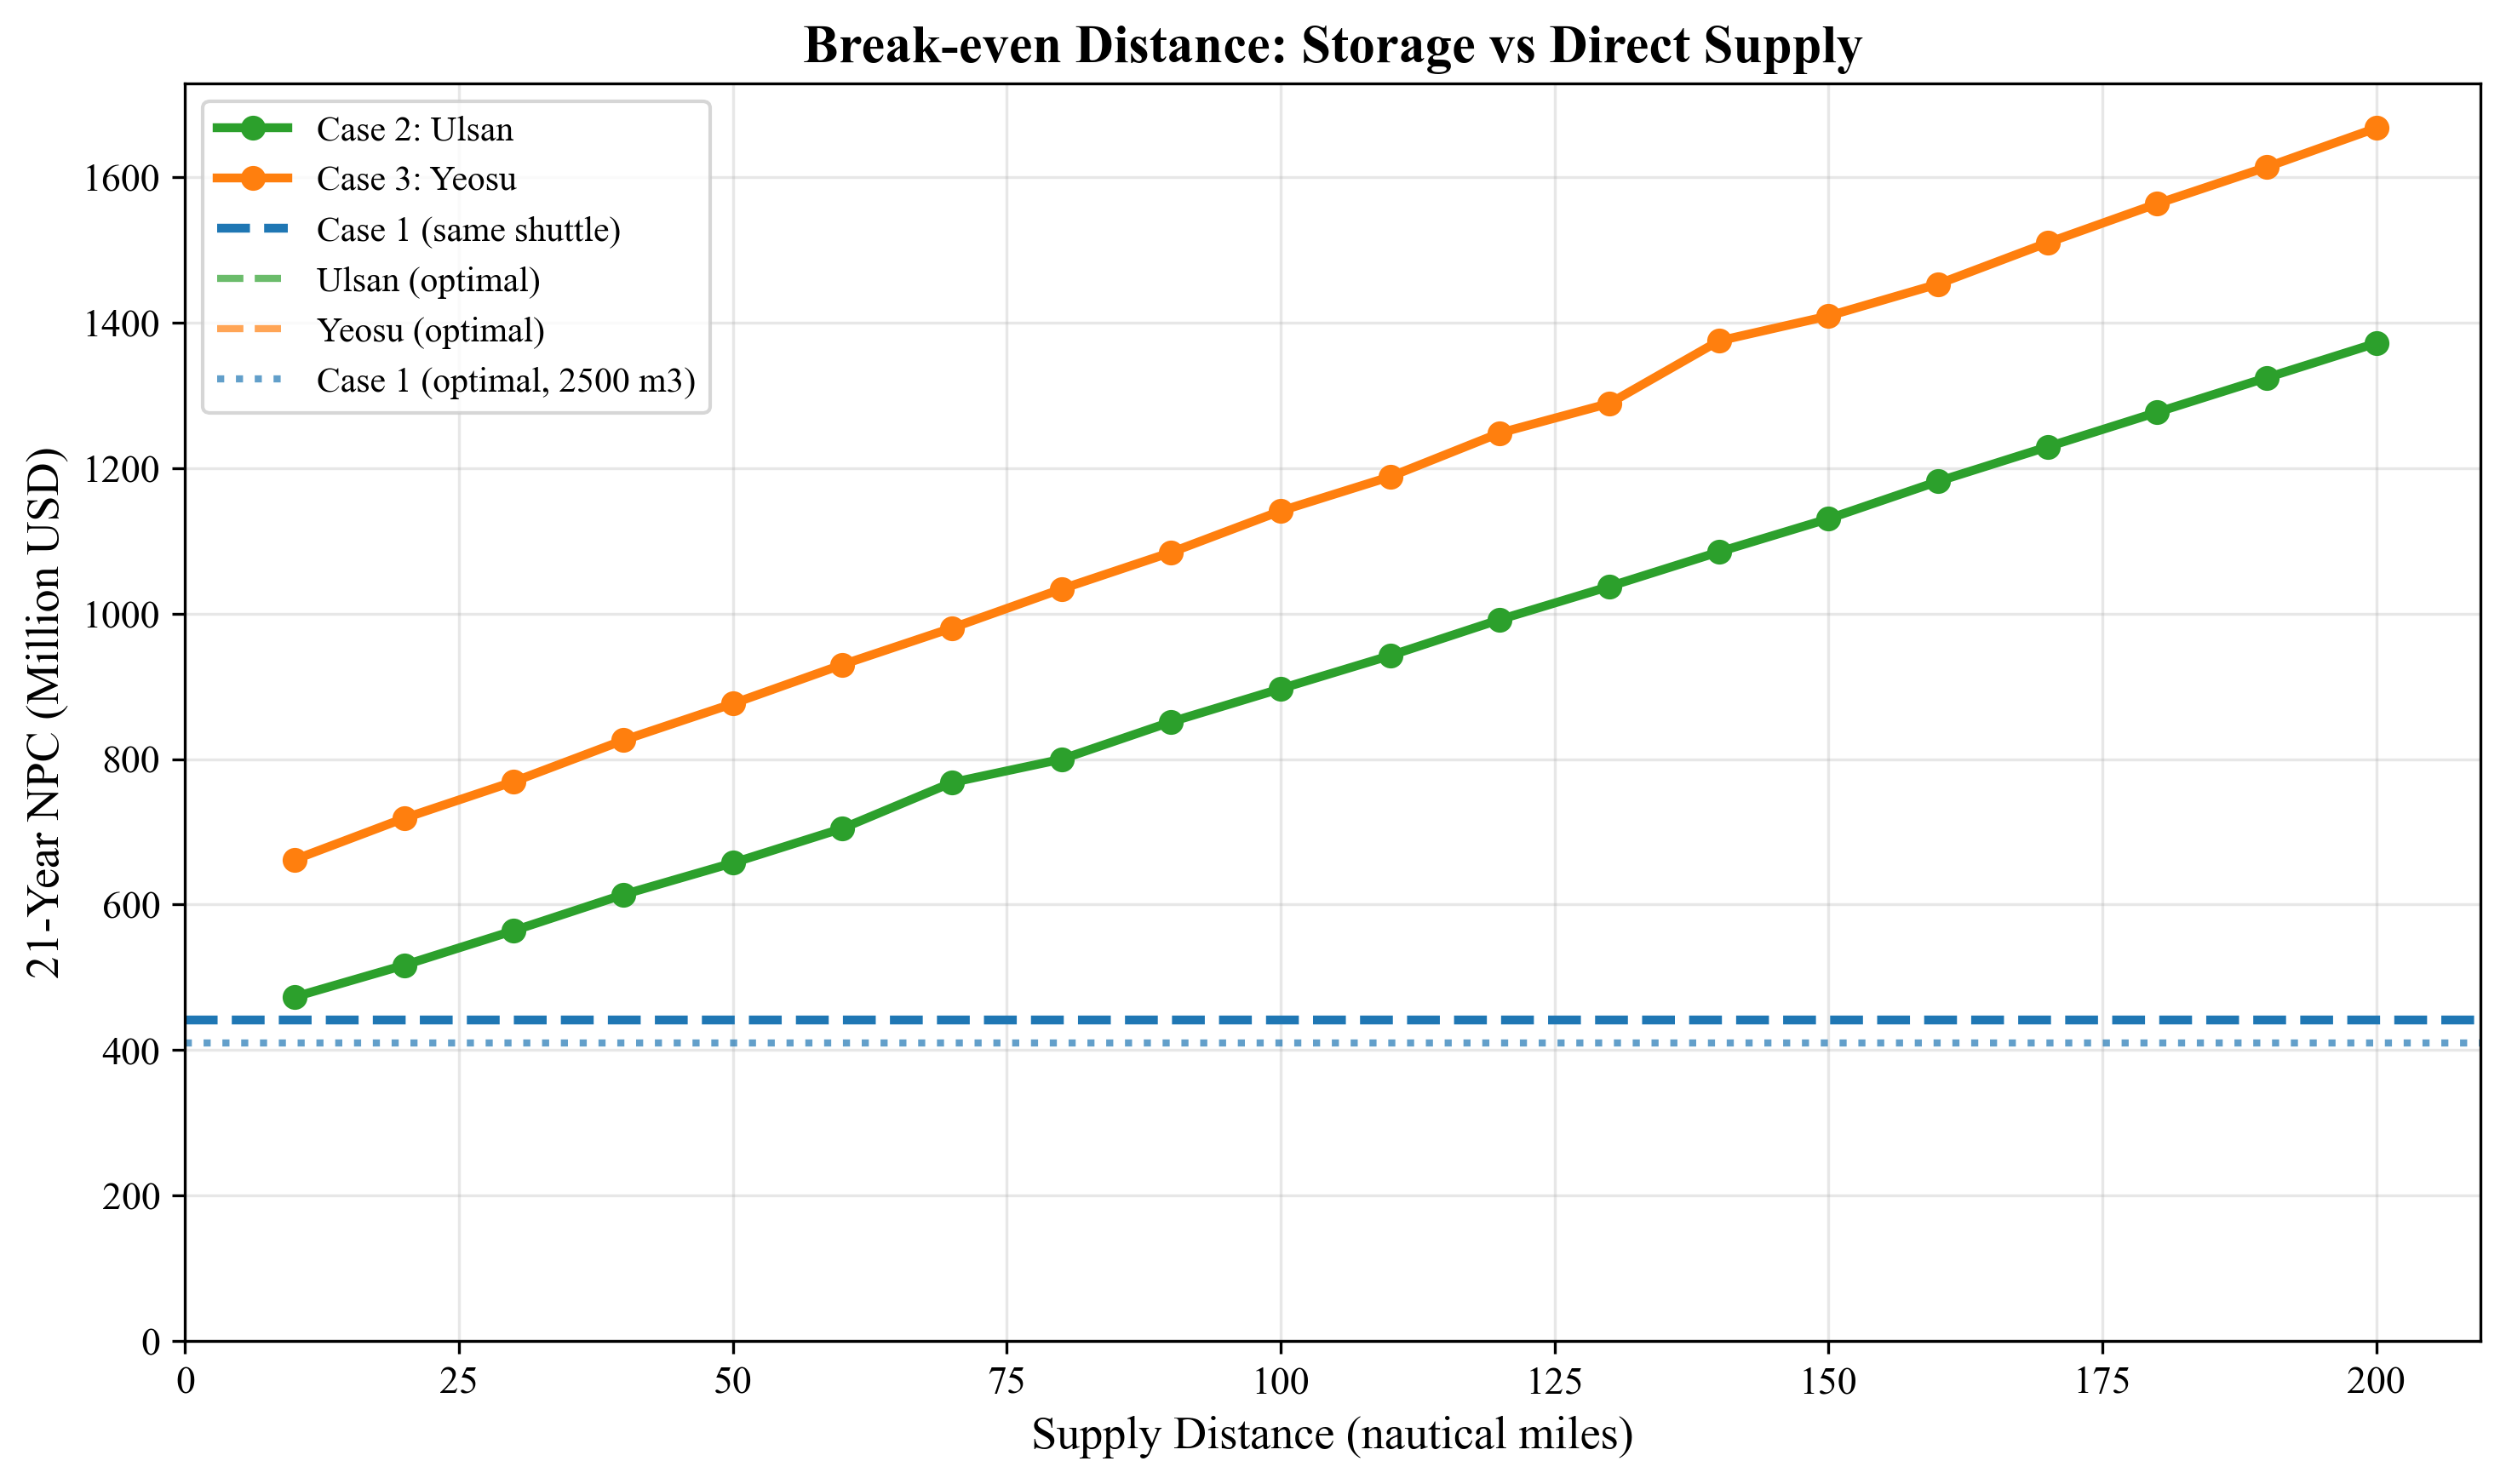 Break-even Distance: Storage vs Direct Supply
Case 2: Ulsan
Case 3: Yeosu
Case 1 (same shuttle)
Ulsan (optimal)
Yeosu (optimal)
Case 1 (optimal, 2500 m3)
21-Year NPC (Million USD)
1600
1400
1200
1000
800
600
400
200
0
0 25 50 75 100 125 150 175 200
Supply Distance (nautical miles)